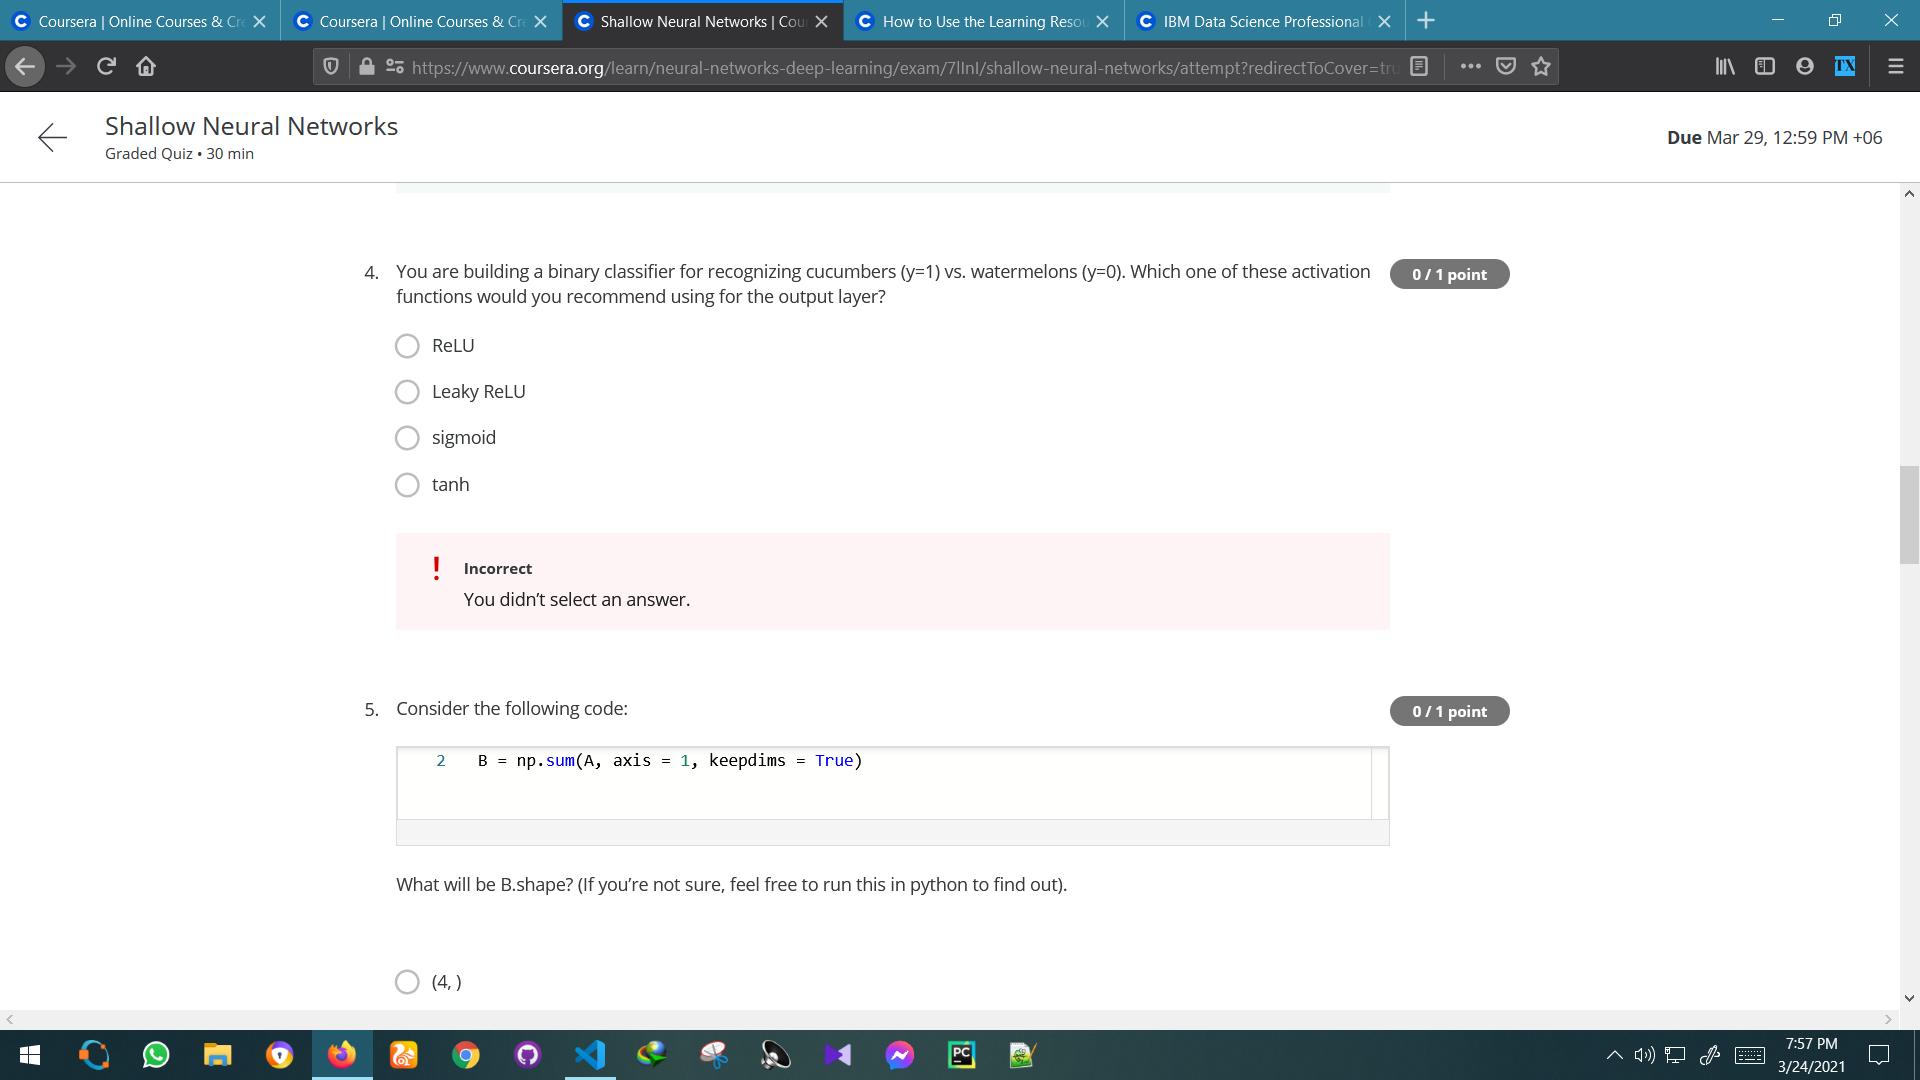 Coursera | Online Courses & Cre
Coursera | Online Courses & Cre
Shallow Neural Networks | Cour
How to Use the Learning Resou
IBM Data Science Professional
https://www.coursera.org/learn/neural-networks-deep-learning/exam/7lInI/shallow-neural-networks/attempt?redirectToCover=tru
TX
Shallow Neural Networks
Graded Quiz • 30 min
Due Mar 29, 12:59 PM +06
4. You are building a binary classifier for recognizing cucumbers (y=1) vs. watermelons (y=0). Which one of these activation
functions would you recommend using for the output layer?
0 / 1 point
ReLU
Leaky ReLU
sigmoid
tanh
! Incorrect
You didn’t select an answer.
5. Consider the following code:
0 / 1 point
2 B = np.sum(A, axis = 1, keepdims = True)
What will be B.shape? (If you’re not sure, feel free to run this in python to find out).
(4, )
PC
7:57 PM
3/24/2021